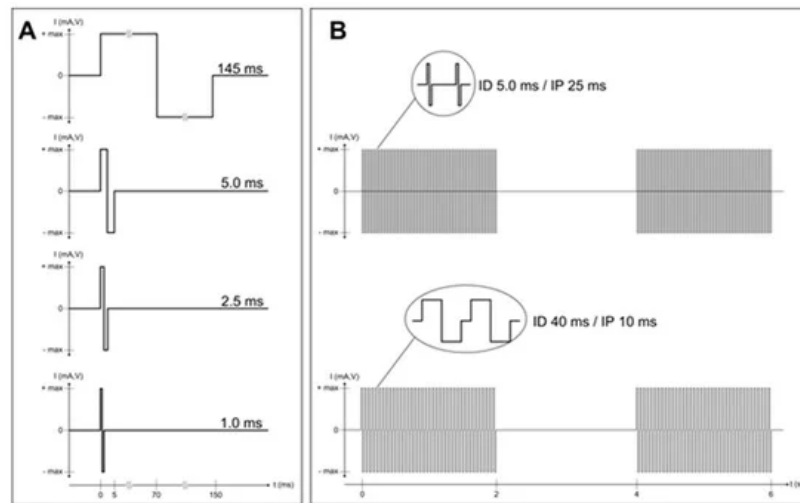 A
I (mA,V)
+ max
0
- max
145 ms
I (mA,V)
+ max
0
- max
5.0 ms
I (mA,V)
+ max
0
- max
2.5 ms
I (mA,V)
+ max
0
- max
1.0 ms
0 5 70 150 t (ms)
B
ID 5.0 ms / IP 25 ms
I (mA,V)
+ max
0
- max
ID 40 ms / IP 10 ms
I (mA,V)
+ max
0
- max
0 2 4 6